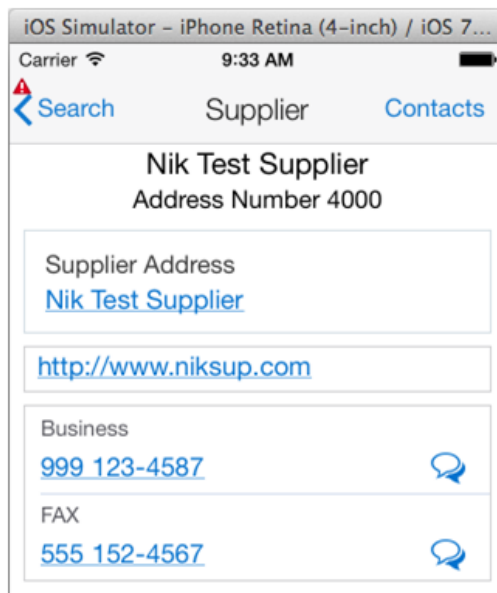 iOS Simulator – iPhone Retina (4-inch) / iOS 7...
Carrier 9:33 AM
Search Supplier Contacts
Nik Test Supplier
Address Number 4000
Supplier Address
Nik Test Supplier
http://www.niksup.com
Business
999 123-4587
FAX
555 152-4567